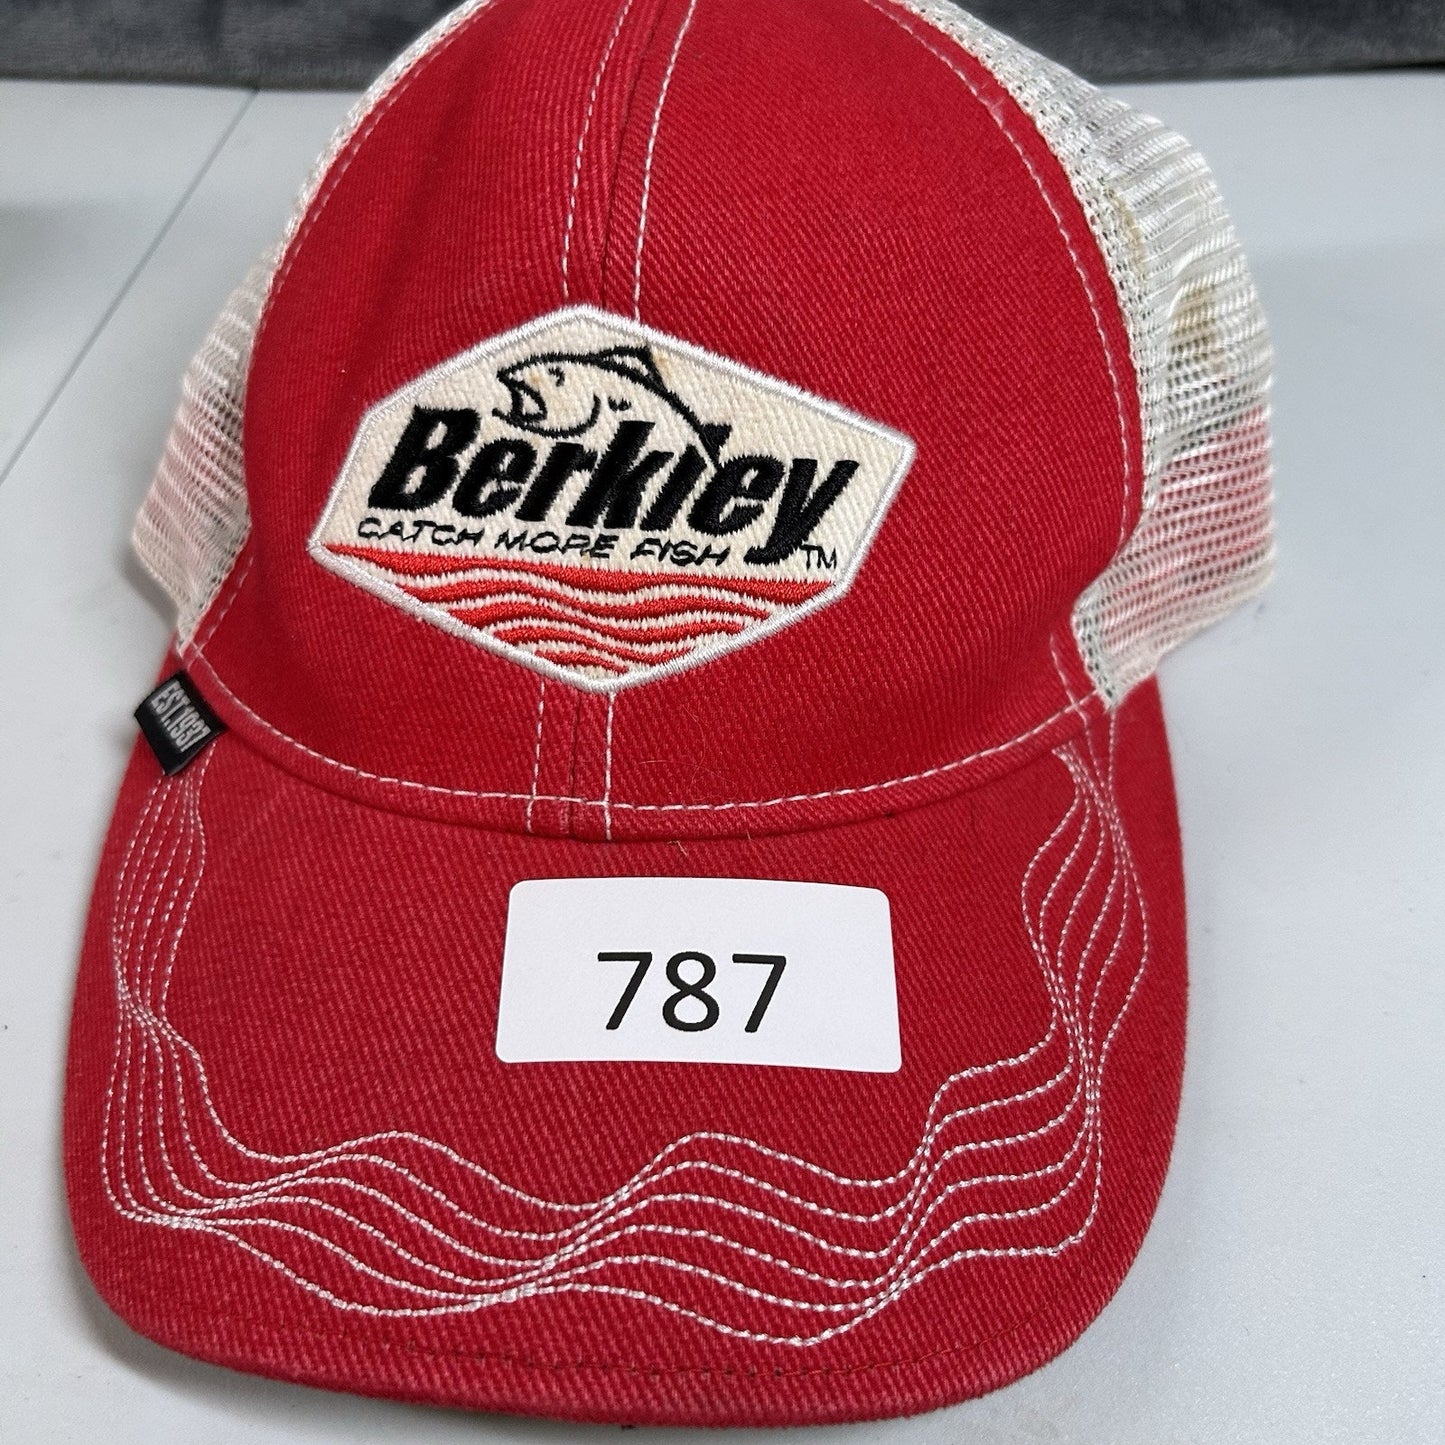 Berkley
CATCH MORE FISH TM
EST.1937
787